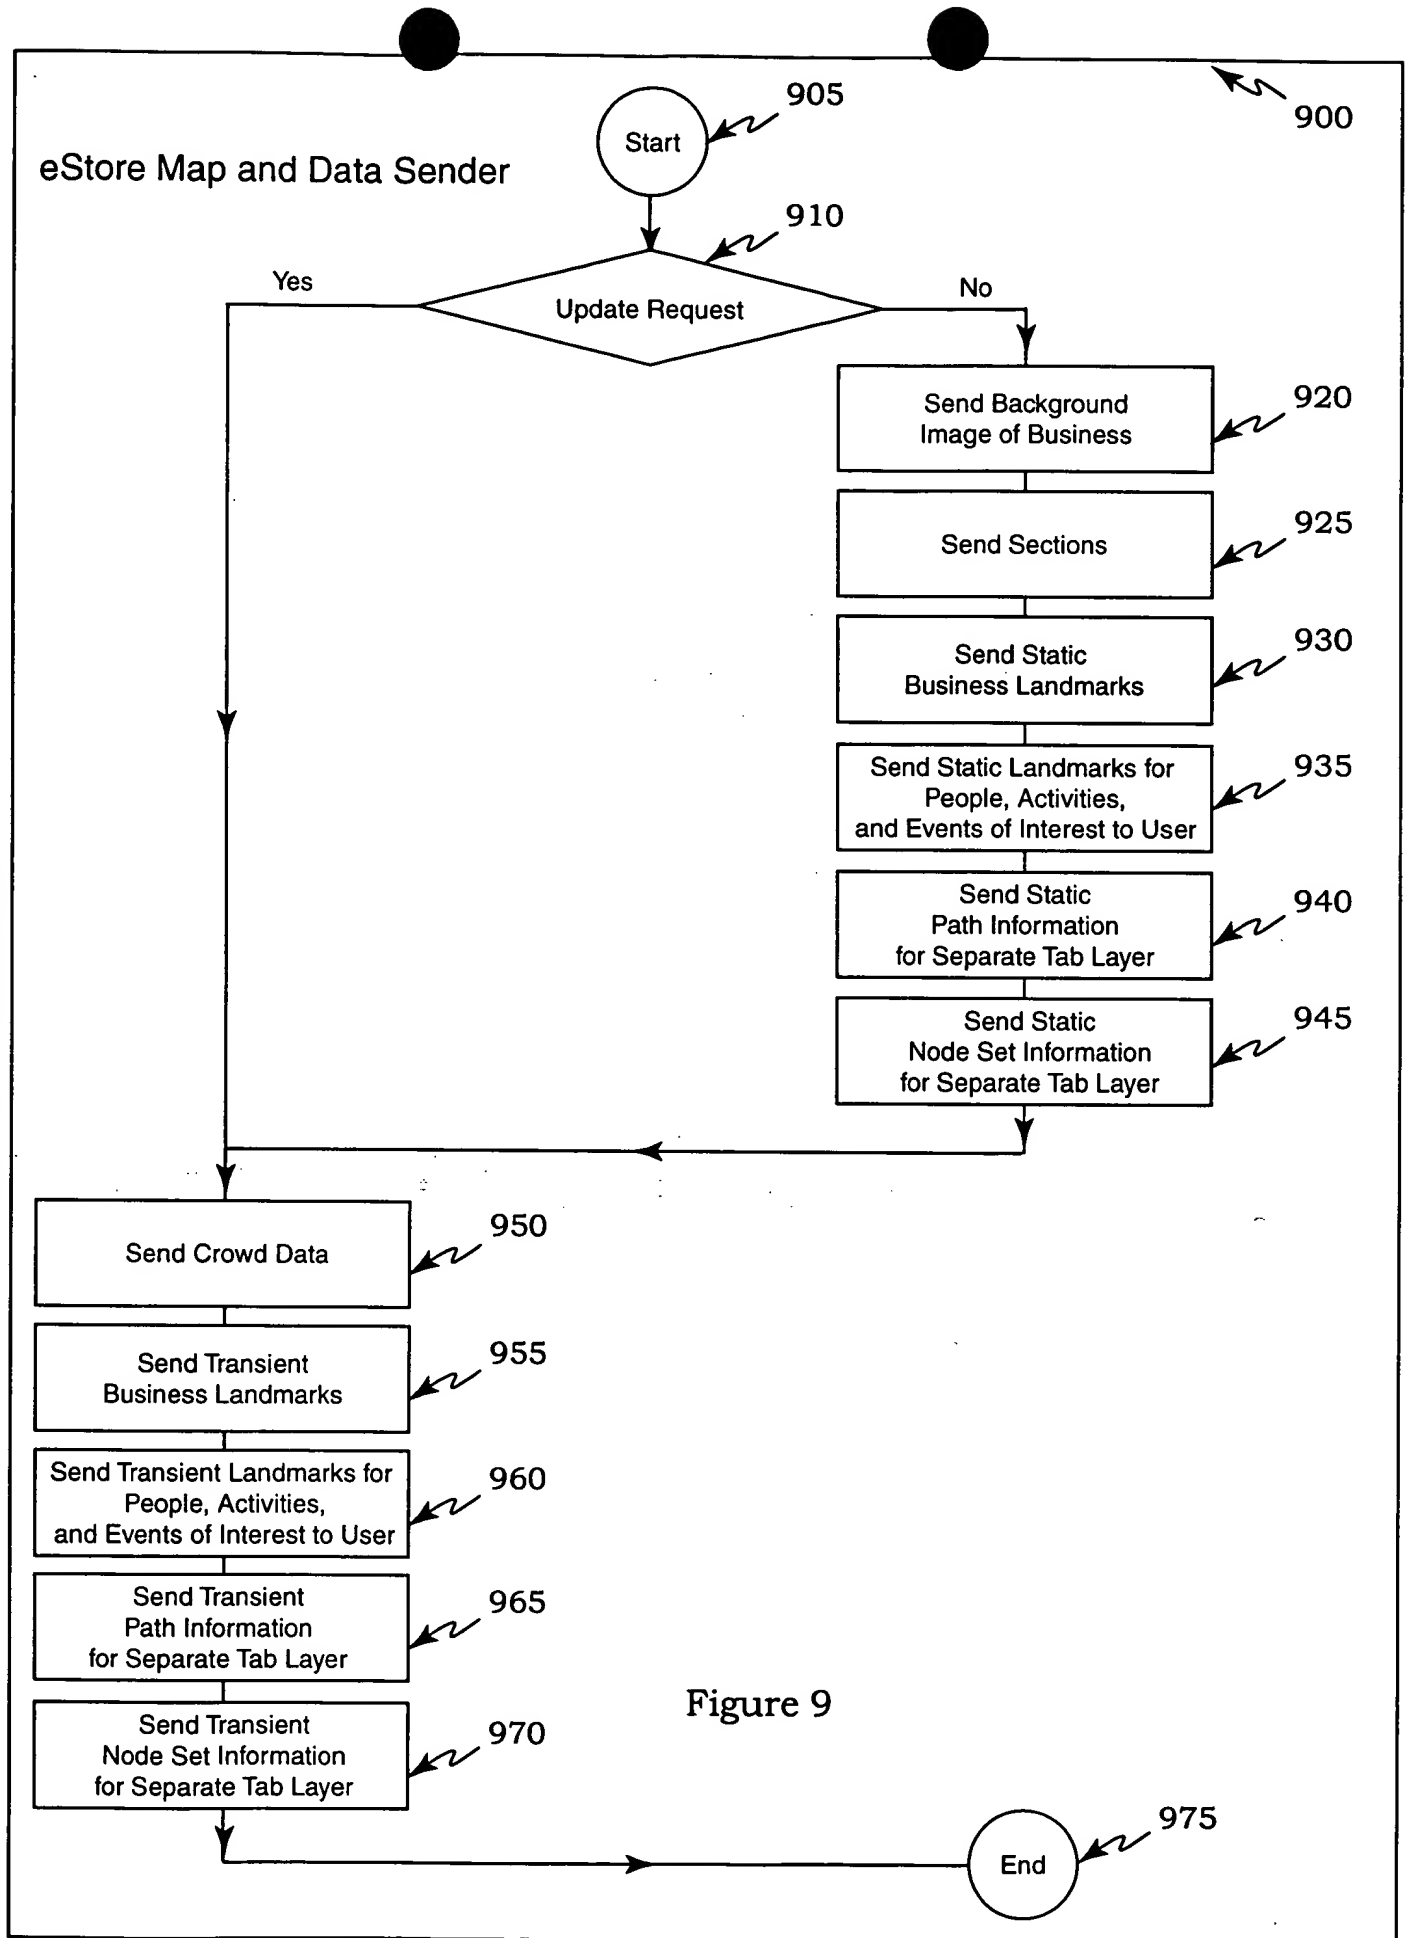 905
900
Start
eStore Map and Data Sender
910
Yes
No
Update Request
920
Send Background
Image of Business
925
Send Sections
930
Send Static
Business Landmarks
935
Send Static Landmarks for
People, Activities,
and Events of Interest to User
940
Send Static
Path Information
for Separate Tab Layer
945
Send Static
Node Set Information
for Separate Tab Layer
950
Send Crowd Data
955
Send Transient
Business Landmarks
960
Send Transient Landmarks for
People, Activities,
and Events of Interest to User
965
Send Transient
Path Information
for Separate Tab Layer
Figure 9
970
Send Transient
Node Set Information
for Separate Tab Layer
975
End